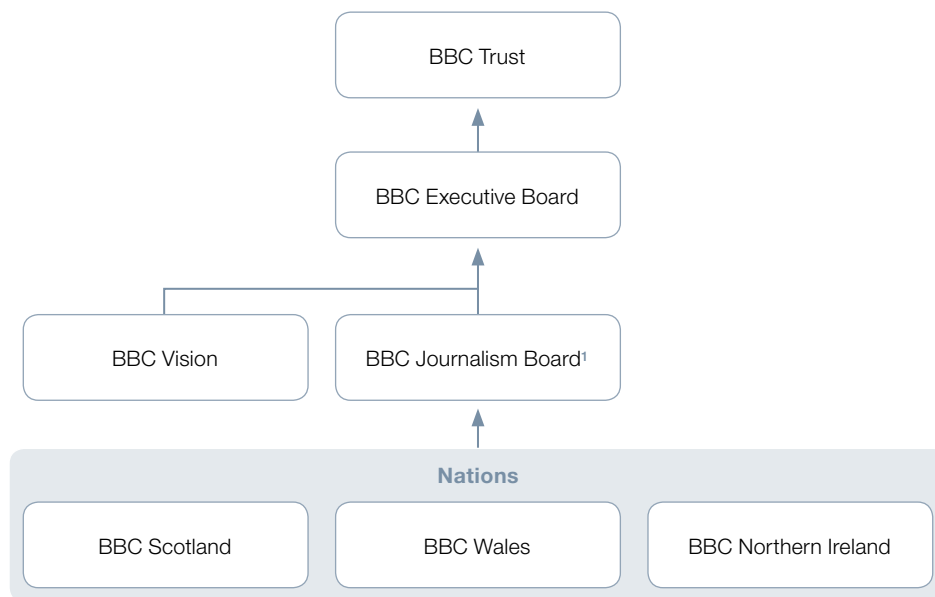 BBC Trust
BBC Executive Board
BBC Vision
BBC Journalism Board¹
Nations
BBC Scotland
BBC Wales
BBC Northern Ireland